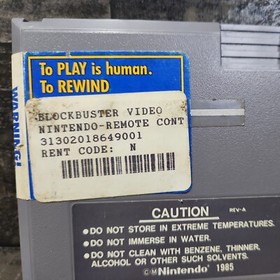 To PLAY is human.
To REWIND
BLOCKBUSTER VIDEO
NINTENDO-REMOTE CONT
31302018649001
RENT CODE: N
WARNING!
CAUTION
REV-A
•DO NOT STORE IN EXTREME TEMPERATURES.
•DO NOT IMMERSE IN WATER.
•DO NOT CLEAN WITH BENZENE, THINNER,
ALCOHOL OR OTHER SUCH SOLVENTS.
©Ⓜ Nintendo 1985